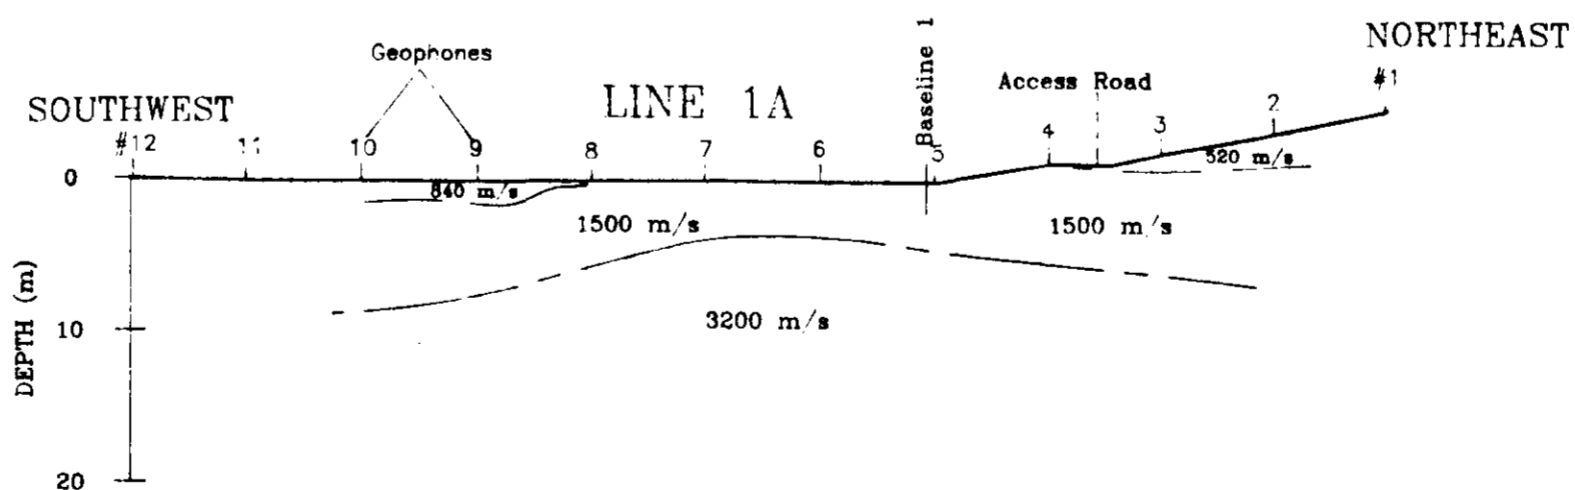 NORTHEAST
#1
Geophones
Baseline 1
Access Road
SOUTHWEST
LINE 1A
#12
11
10
9
8
7
6
5
4
3
2
520 m/s
0
840 m/s
1500 m/s
1500 m/s
3200 m/s
DEPTH (m)
10
20